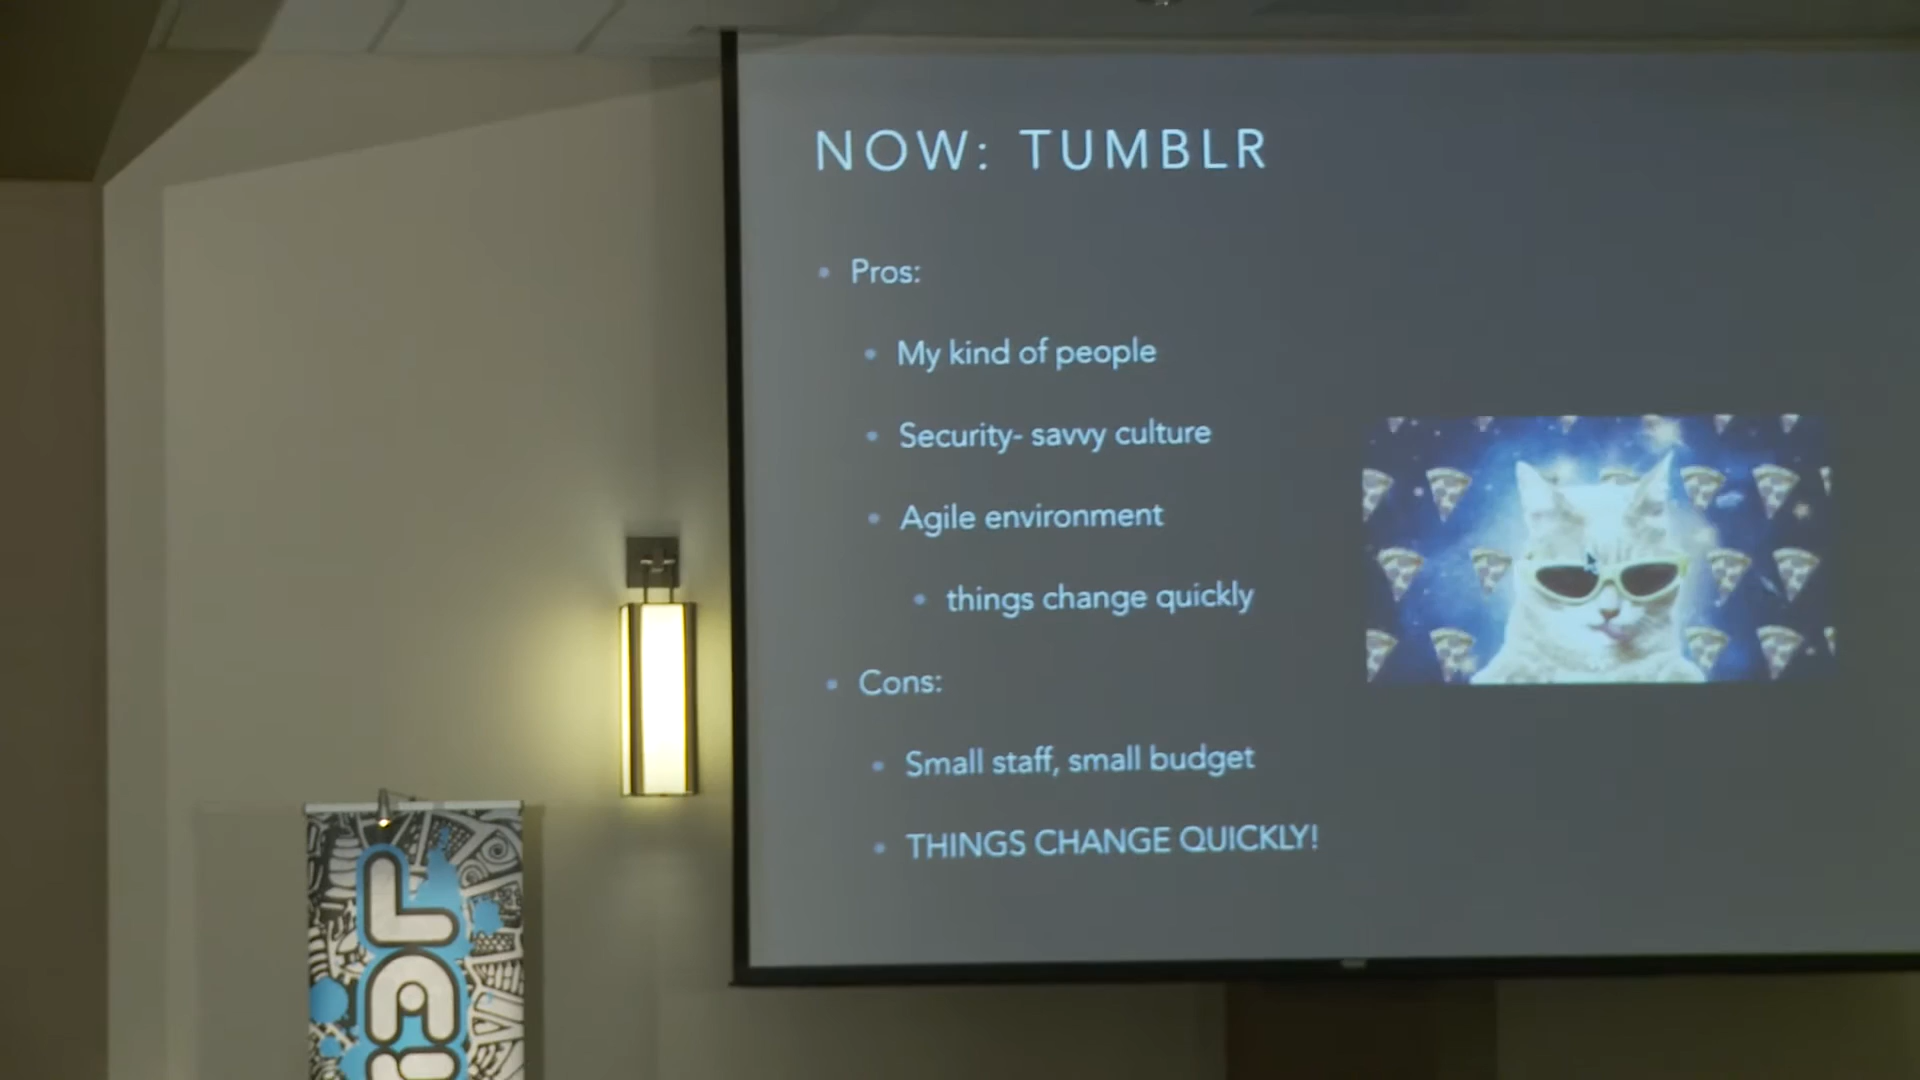 NOW: TUMBLR
Pros:
My kind of people
Security- savvy culture
Agile environment
things change quickly
Cons:
Small staff, small budget
THINGS CHANGE QUICKLY!